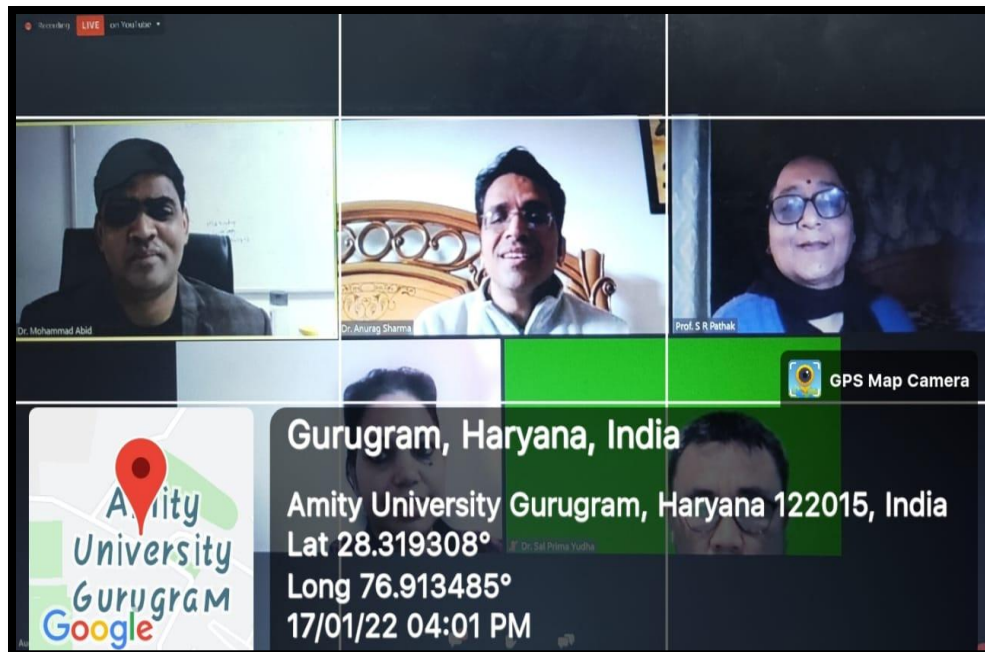 Recording LIVE on YouTube
Dr. Mohammad Abid
Dr. Anurag Sharma
Prof. S R Pathak
GPS Map Camera
Gurugram, Haryana, India
Amity University Gurugram, Haryana 122015, India
Lat 28.319308°
Long 76.913485°
17/01/22 04:01 PM
Dr. Sal Prima Yudha
Amity
University
Gurugram
Google